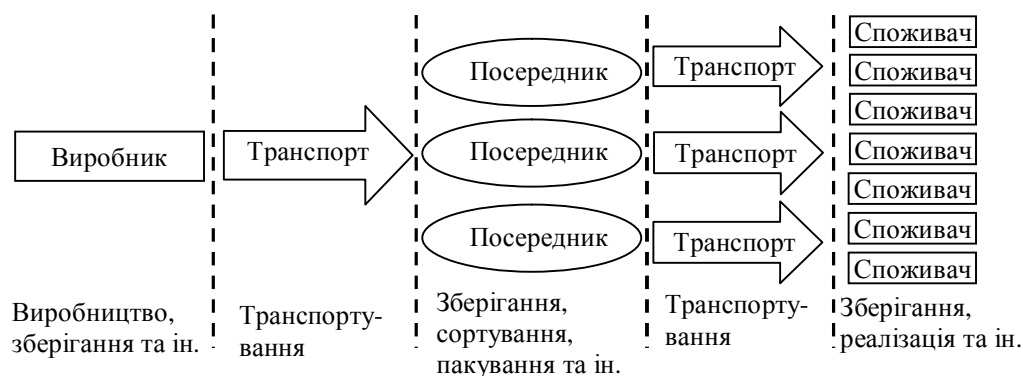 Виробник
Транспорт
Посередник
Посередник
Посередник
Транспорт
Транспорт
Транспорт
Споживач
Споживач
Споживач
Споживач
Споживач
Споживач
Споживач
Виробництво,
зберігання та ін.
Транспорту-
вання
Зберігання,
сортування,
пакування та ін.
Транспорту-
вання
Зберігання,
реалізація та ін.